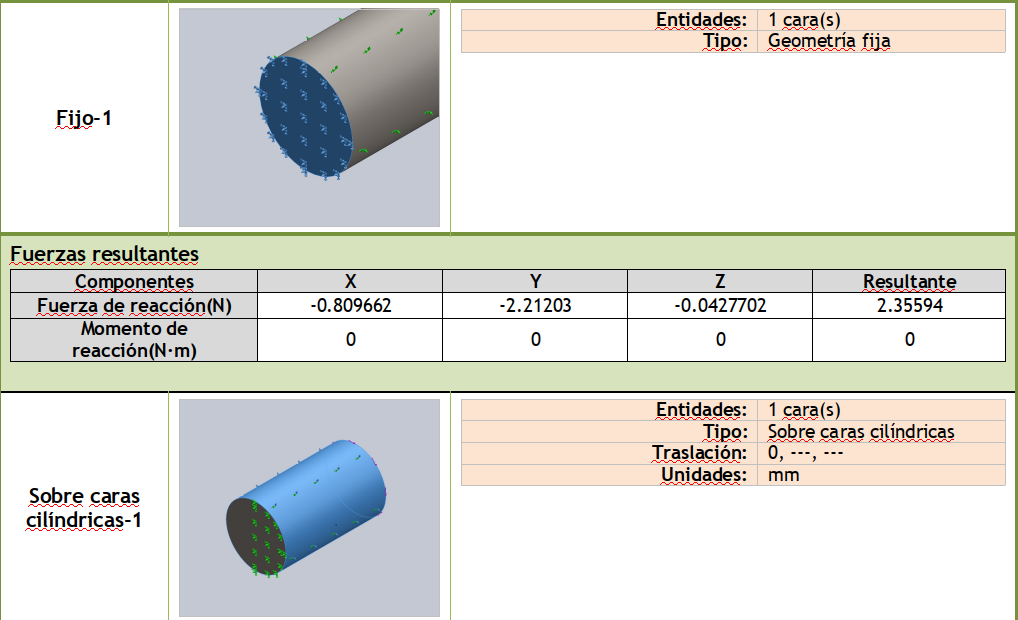 Fijo-1
Entidades: 1 cara(s)
Tipo: Geometría fija
Fuerzas resultantes
Componentes X Y Z Resultante
Fuerza de reacción(N) -0.809662 -2.21203 -0.0427702 2.35594
Momento de
reacción(N·m) 0 0 0 0
Sobre caras
cilíndricas-1
Entidades: 1 cara(s)
Tipo: Sobre caras cilíndricas
Traslación: 0, ---, ---
Unidades: mm